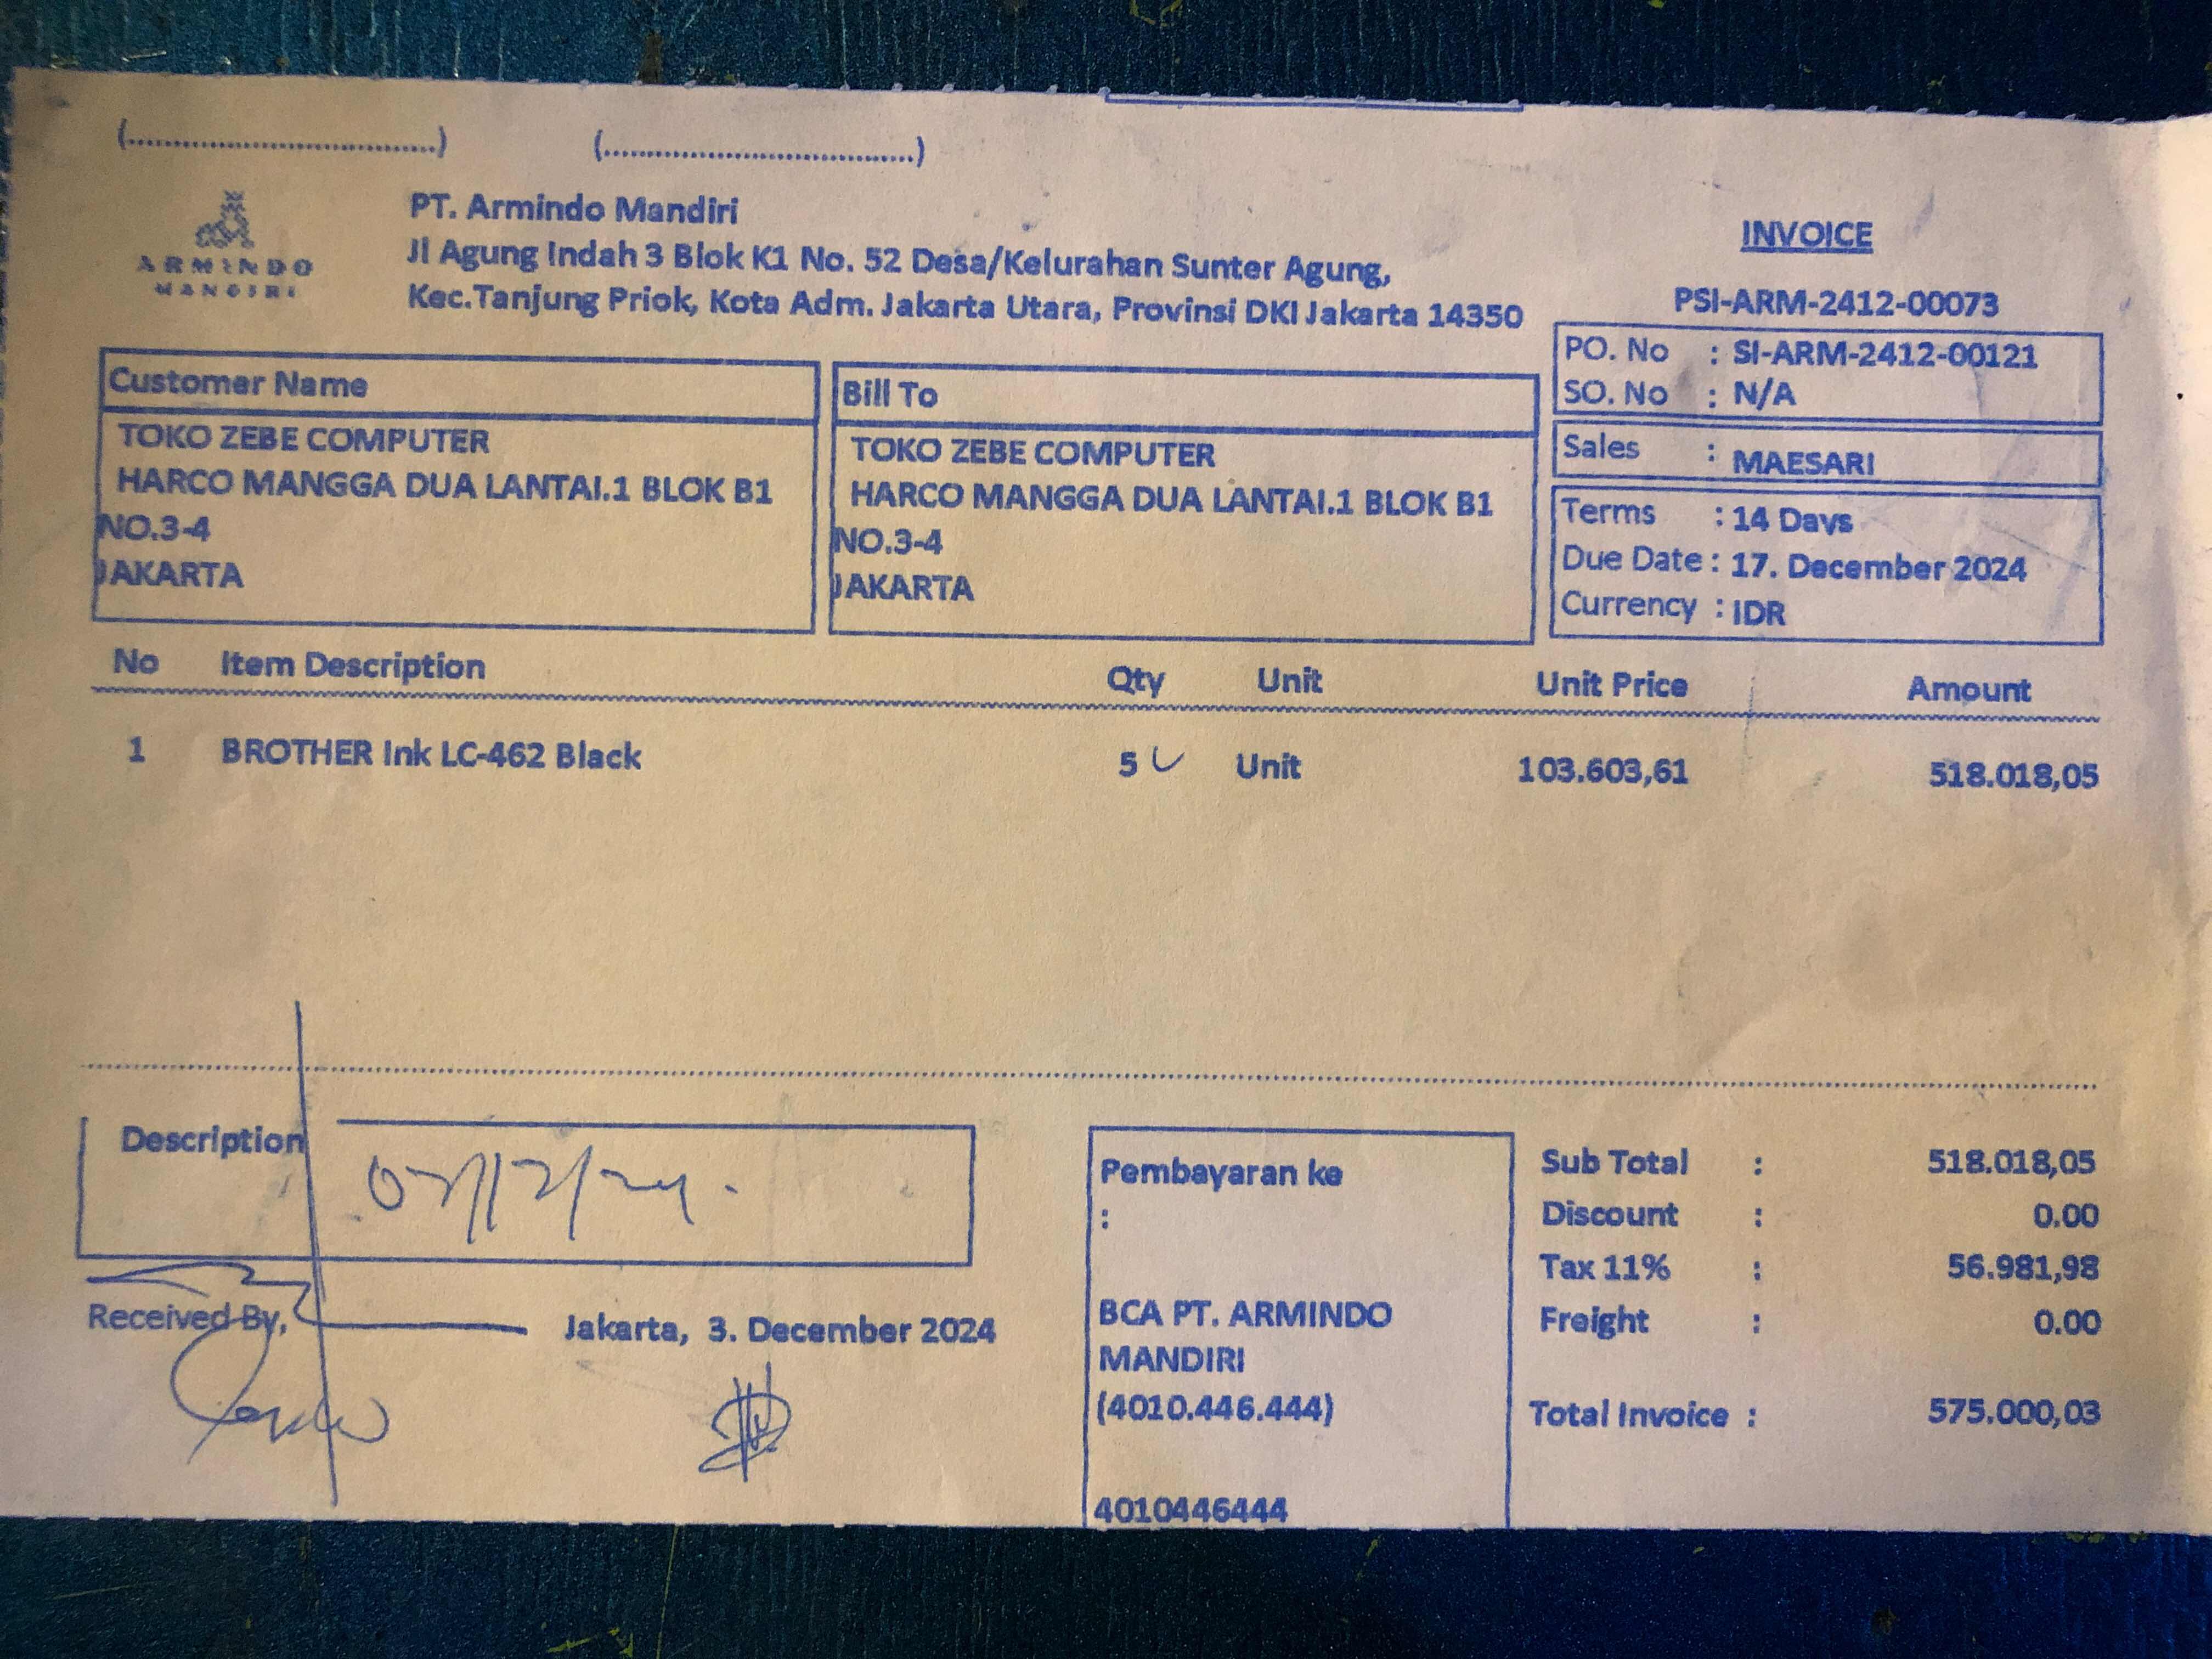 (................................) (................................)
ARMINDO
MANDIRI
PT. Armindo Mandiri
Jl Agung Indah 3 Blok K1 No. 52 Desa/Kelurahan Sunter Agung,
Kec.Tanjung Priok, Kota Adm. Jakarta Utara, Provinsi DKI Jakarta 14350
INVOICE
PSI-ARM-2412-00073
PO. No : SI-ARM-2412-00121
SO. No : N/A
Sales : MAESARI
Terms : 14 Days
Due Date : 17. December 2024
Currency : IDR
Customer Name
TOKO ZEBE COMPUTER
HARCO MANGGA DUA LANTAI.1 BLOK B1
NO.3-4
JAKARTA
Bill To
TOKO ZEBE COMPUTER
HARCO MANGGA DUA LANTAI.1 BLOK B1
NO.3-4
JAKARTA
No Item Description Qty Unit Unit Price Amount
1 BROTHER Ink LC-462 Black 5 Unit 103.603,61 518.018,05
Description
Received By,
Jakarta, 3. December 2024
Pembayaran ke
:
BCA PT. ARMINDO
MANDIRI
(4010.446.444)
4010446444
Sub Total : 518.018,05
Discount : 0.00
Tax 11% : 56.981,98
Freight : 0.00
Total Invoice : 575.000,03